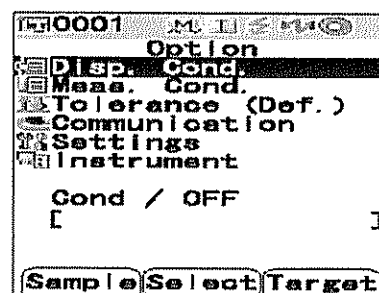 0001
Option
Disp. Cond.
Meas. Cond.
Tolerance (Def.)
Communication
Settings
Instrument
Cond / OFF
[ ]
Sample Select Target